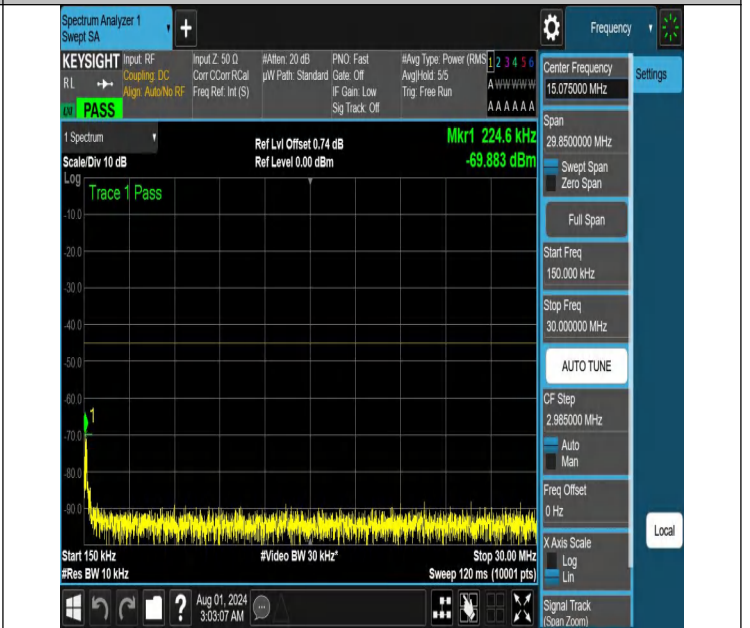 Spectrum Analyzer 1
Swept SA
+
Frequency
KEYSIGHT
RL
PASS
Input: RF
Coupling: DC
Align: Auto/No RF
Input Z: 50 Ω
Corr CCorr RCal
Freq Ref: Int (S)
#Atten: 20 dB
µW Path: Standard
PNO: Fast
Gate: Off
IF Gain: Low
Sig Track: Off
#Avg Type: Power (RMS
Avg|Hold: 5/5
Trig: Free Run
1 2 3 4 5 6
A W W W W W
A A A A A A
1 Spectrum
Scale/Div 10 dB
Ref Lvl Offset 0.74 dB
Ref Level 0.00 dBm
Mkr1 224.6 kHz
-69.883 dBm
Log
Trace 1 Pass
-10.0
-20.0
-30.0
-40.0
-50.0
-60.0
-70.0
-80.0
-90.0
1
Start 150 kHz
#Res BW 10 kHz
#Video BW 30 kHz*
Stop 30.00 MHz
Sweep 120 ms (10001 pts)
Center Frequency
15.075000 MHz
Settings
Span
29.8500000 MHz
Swept Span
Zero Span
Full Span
Start Freq
150.000 kHz
Stop Freq
30.000000 MHz
AUTO TUNE
CF Step
2.985000 MHz
Auto
Man
Freq Offset
0 Hz
X Axis Scale
Log
Lin
Signal Track
(Span Zoom)
Local
?
Aug 01, 2024
3:03:07 AM